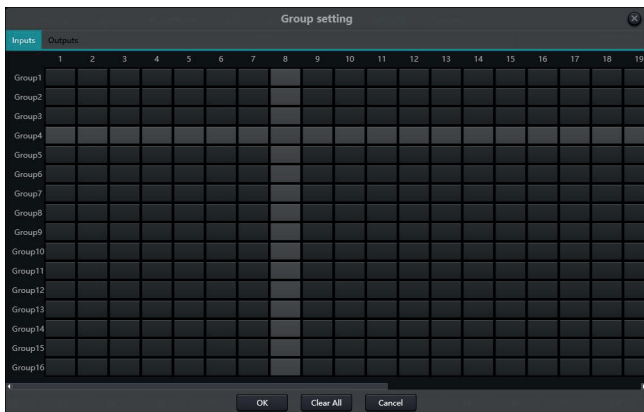 Group setting
Inputs Outputs
1 2 3 4 5 6 7 8 9 10 11 12 13 14 15 16 17 18 19
Group1
Group2
Group3
Group4
Group5
Group6
Group7
Group8
Group9
Group10
Group11
Group12
Group13
Group14
Group15
Group16
OK Clear All Cancel